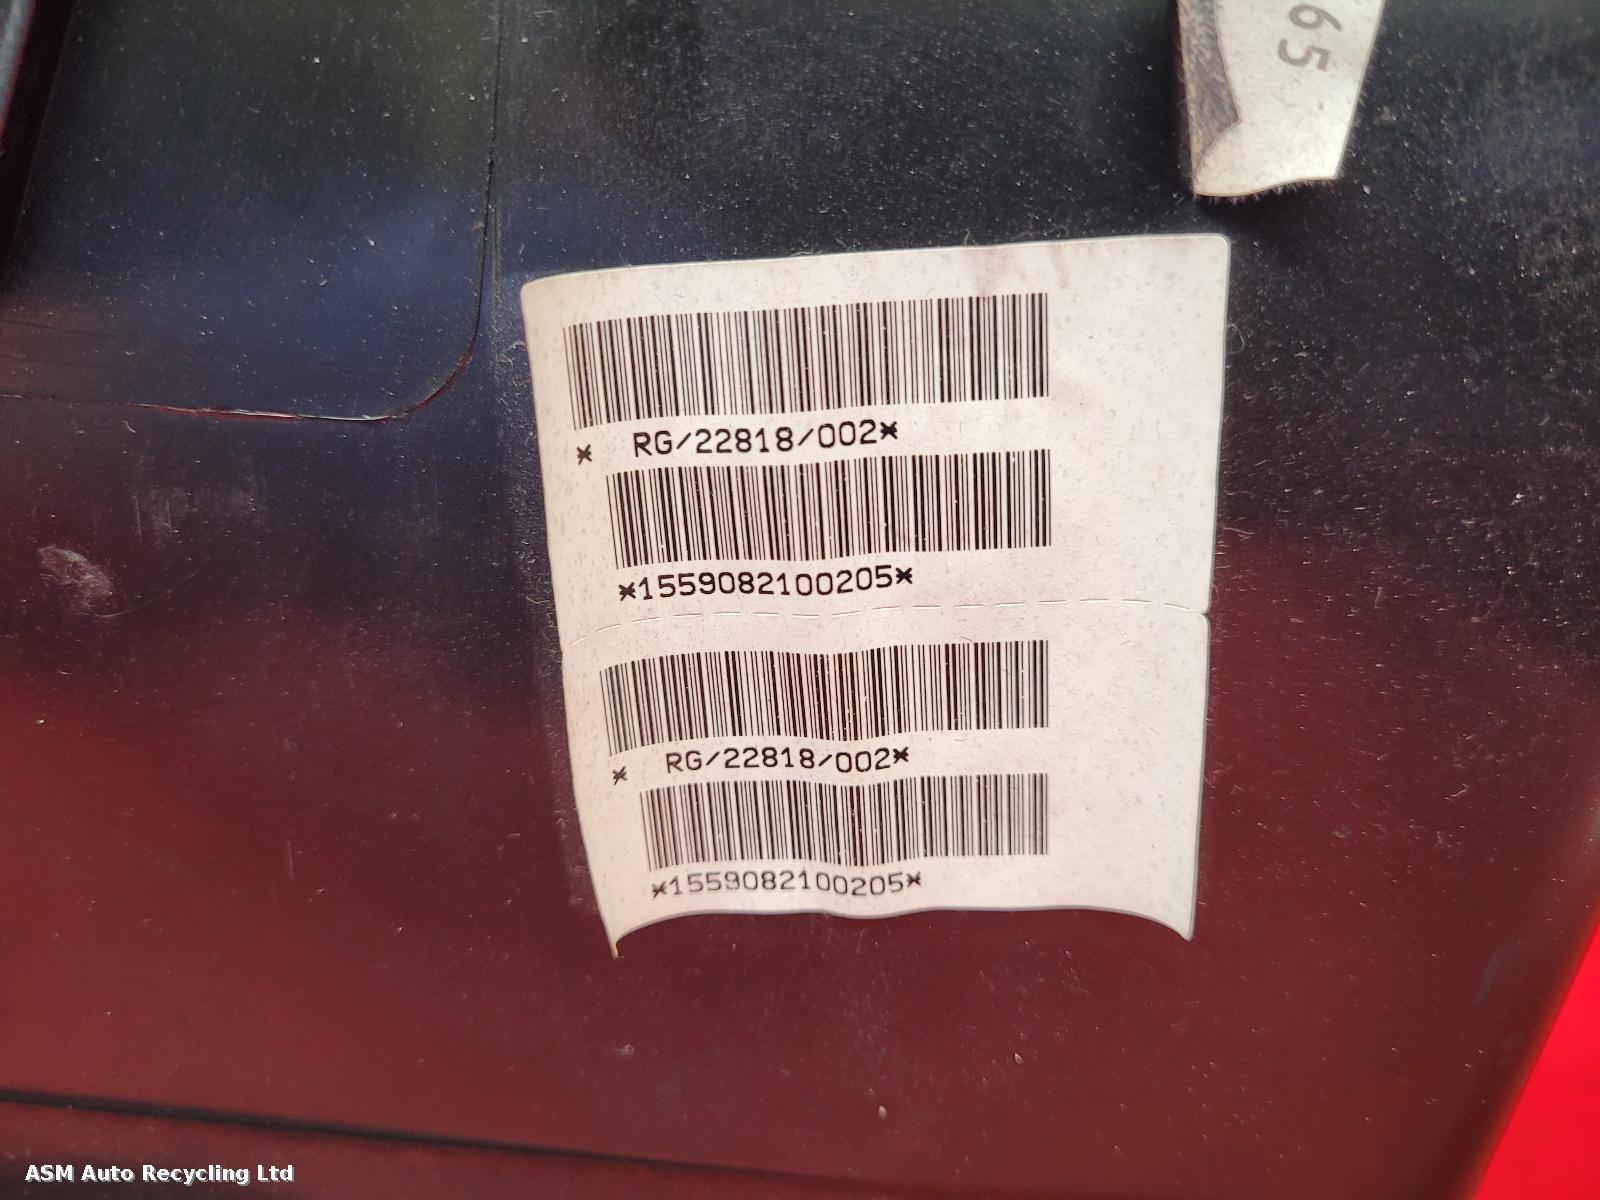 65
* RG/22818/002*
*1559082100205*
* RG/22818/002*
*1559082100205*
ASM Auto Recycling Ltd